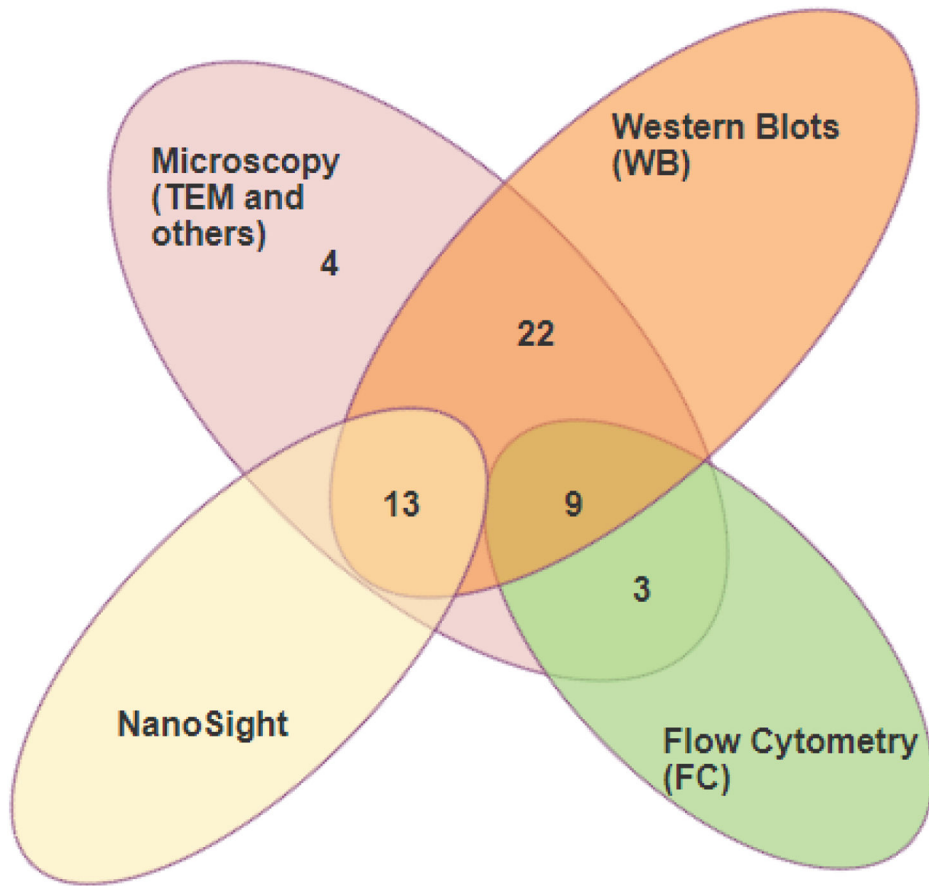 Western Blots
(WB)
Microscopy
(TEM and
others)
4
22
13
9
3
NanoSight
Flow Cytometry
(FC)